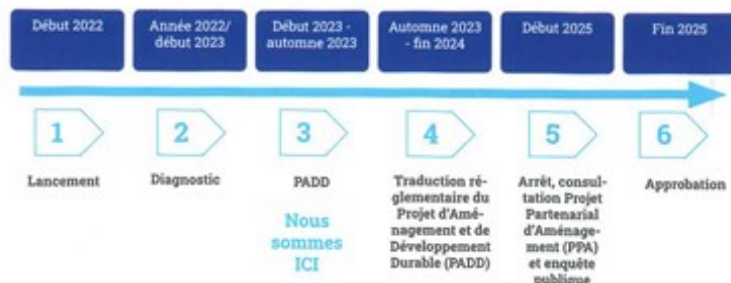 Début 2022
Année 2022/
début 2023
Début 2023 -
automne 2023
Automne 2023
- fin 2024
Début 2025
Fin 2025
1
2
3
4
5
6
Lancement
Diagnostic
PADD
Nous
sommes
ICI
Traduction ré-
glementaire du
Projet d'Amé-
nagement et de
Développement
Durable (PADD)
Arrêt, consul-
tation Projet
Partenarial
d'Aménage-
ment (PPA)
et enquête
publique
Approbation